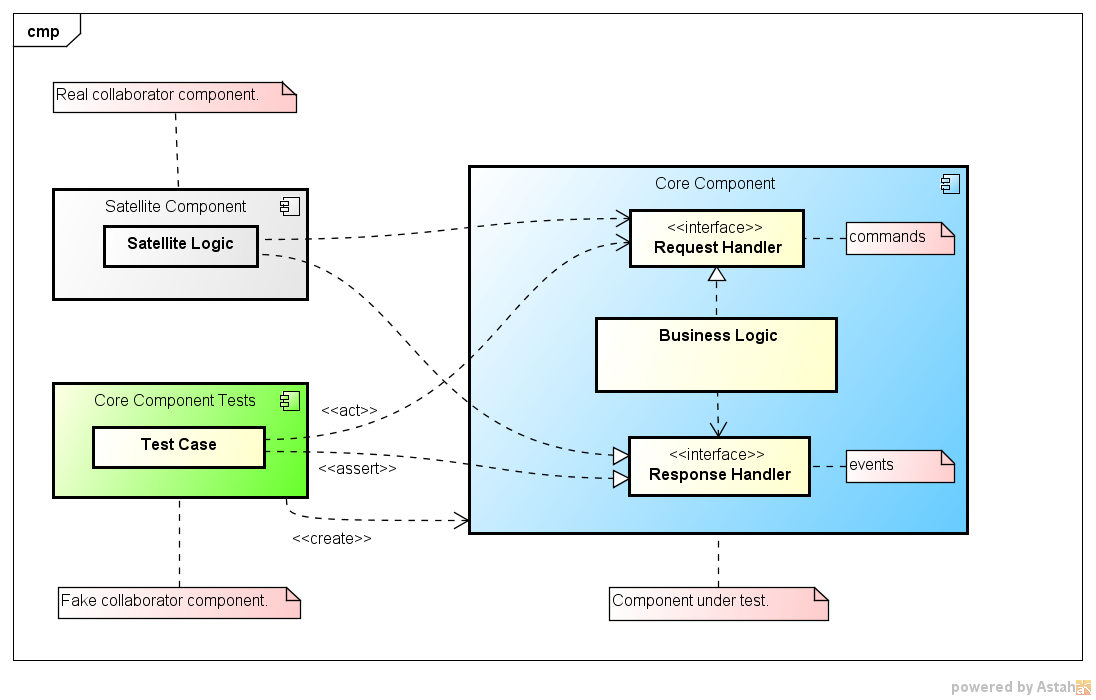 cmp
Real collaborator component.
Satellite Component
Satellite Logic
Core Component
<<interface>>
Request Handler
commands
Business Logic
Core Component Tests
Test Case
<<act>>
<<assert>>
<<create>>
<<interface>>
Response Handler
events
Fake collaborator component.
Component under test.
powered by Astah